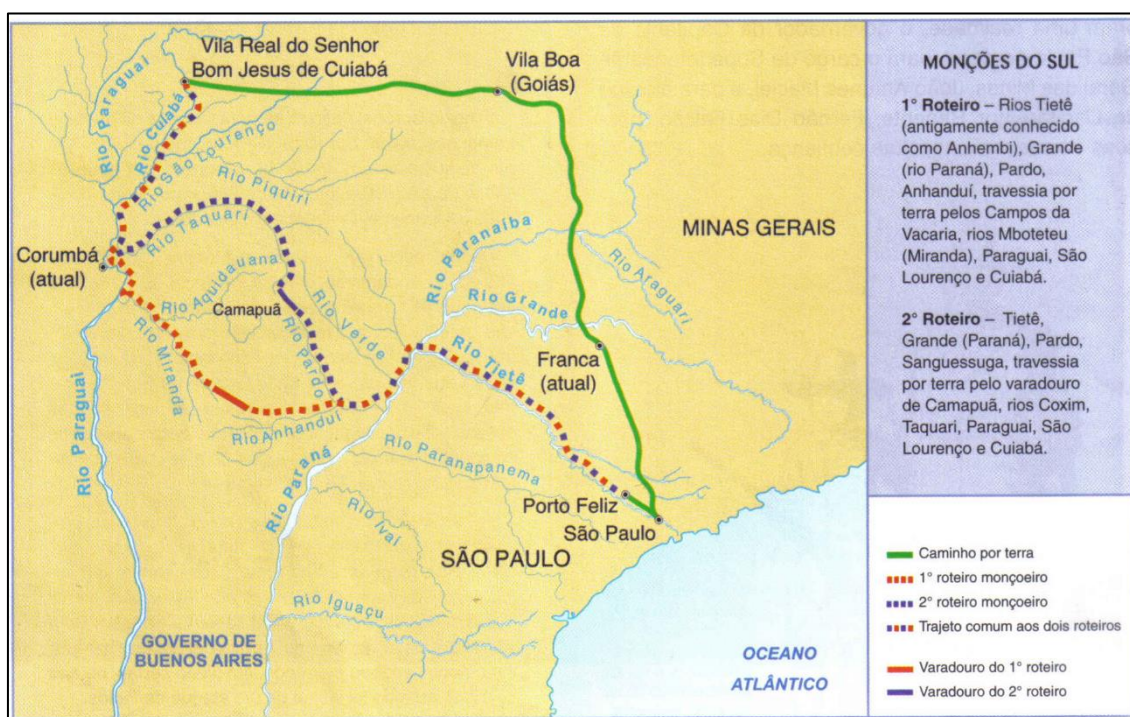 Vila Real do Senhor
Bom Jesus de Cuiabá
Vila Boa
(Goiás)
Rio Paraguai
Rio Cuiabá
Rio São Lourenço
Rio Piquiri
Rio Taquari
Corumbá
(atual)
Rio Aquidauana
Camapuã
Rio Verde
Rio Pardo
Rio Miranda
Rio Anhanduí
Rio Paraguai
Rio Paraná
Rio Paranaíba
Rio Grande
Rio Araguari
MINAS GERAIS
Rio Tietê
Franca
(atual)
Rio Paranapanema
Porto Feliz
São Paulo
Rio Ivaí
SÃO PAULO
Rio Iguaçu
GOVERNO DE
BUENOS AIRES
OCEANO
ATLÂNTICO
MONÇÕES DO SUL
1° Roteiro – Rios Tietê
(antigamente conhecido
como Anhembi), Grande
(rio Paraná), Pardo,
Anhanduí, travessia por
terra pelos Campos da
Vacaria, rios Mboteteu
(Miranda), Paraguai, São
Lourenço e Cuiabá.
2° Roteiro – Tietê,
Grande (Paraná), Pardo,
Sanguessuga, travessia
por terra pelo varadouro
de Camapuã, rios Coxim,
Taquari, Paraguai, São
Lourenço e Cuiabá.
Caminho por terra
1° roteiro monçoeiro
2° roteiro monçoeiro
Trajeto comum aos dois roteiros
Varadouro do 1° roteiro
Varadouro do 2° roteiro